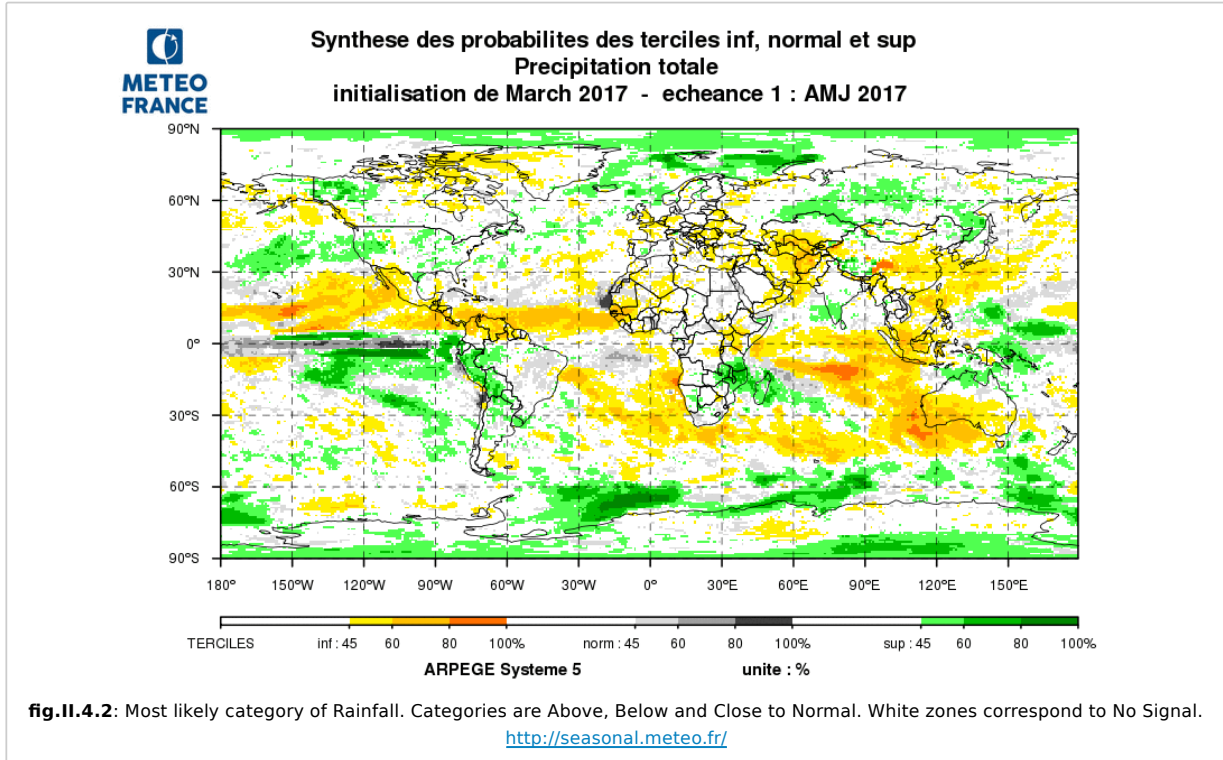 METEO
FRANCE
Synthese des probabilites des terciles inf, normal et sup
Precipitation totale
initialisation de March 2017 - echeance 1 : AMJ 2017
90ºN
60ºN
30ºN
0º
30ºS
60ºS
90ºS
180º 150ºW 120ºW 90ºW 60ºW 30ºW 0º 30ºE 60ºE 90ºE 120ºE 150ºE
TERCILES inf : 45 60 80 100% norm : 45 60 80 100% sup : 45 60 80 100%
ARPEGE Systeme 5 unite : %
fig.II.4.2: Most likely category of Rainfall. Categories are Above, Below and Close to Normal. White zones correspond to No Signal.
http://seasonal.meteo.fr/